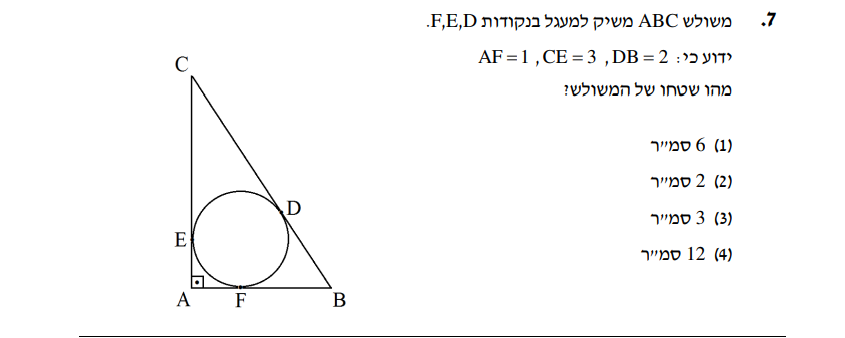 7. משולש ABC משיק למעגל בנקודות F,E,D.
ידוע כי: AF = 1 , CE = 3 , DB = 2
מהו שטחו של המשולש?
(1) 6 סמ״ר
(2) 2 סמ״ר
(3) 3 סמ״ר
(4) 12 סמ״ר
C
D
E
A
F
B